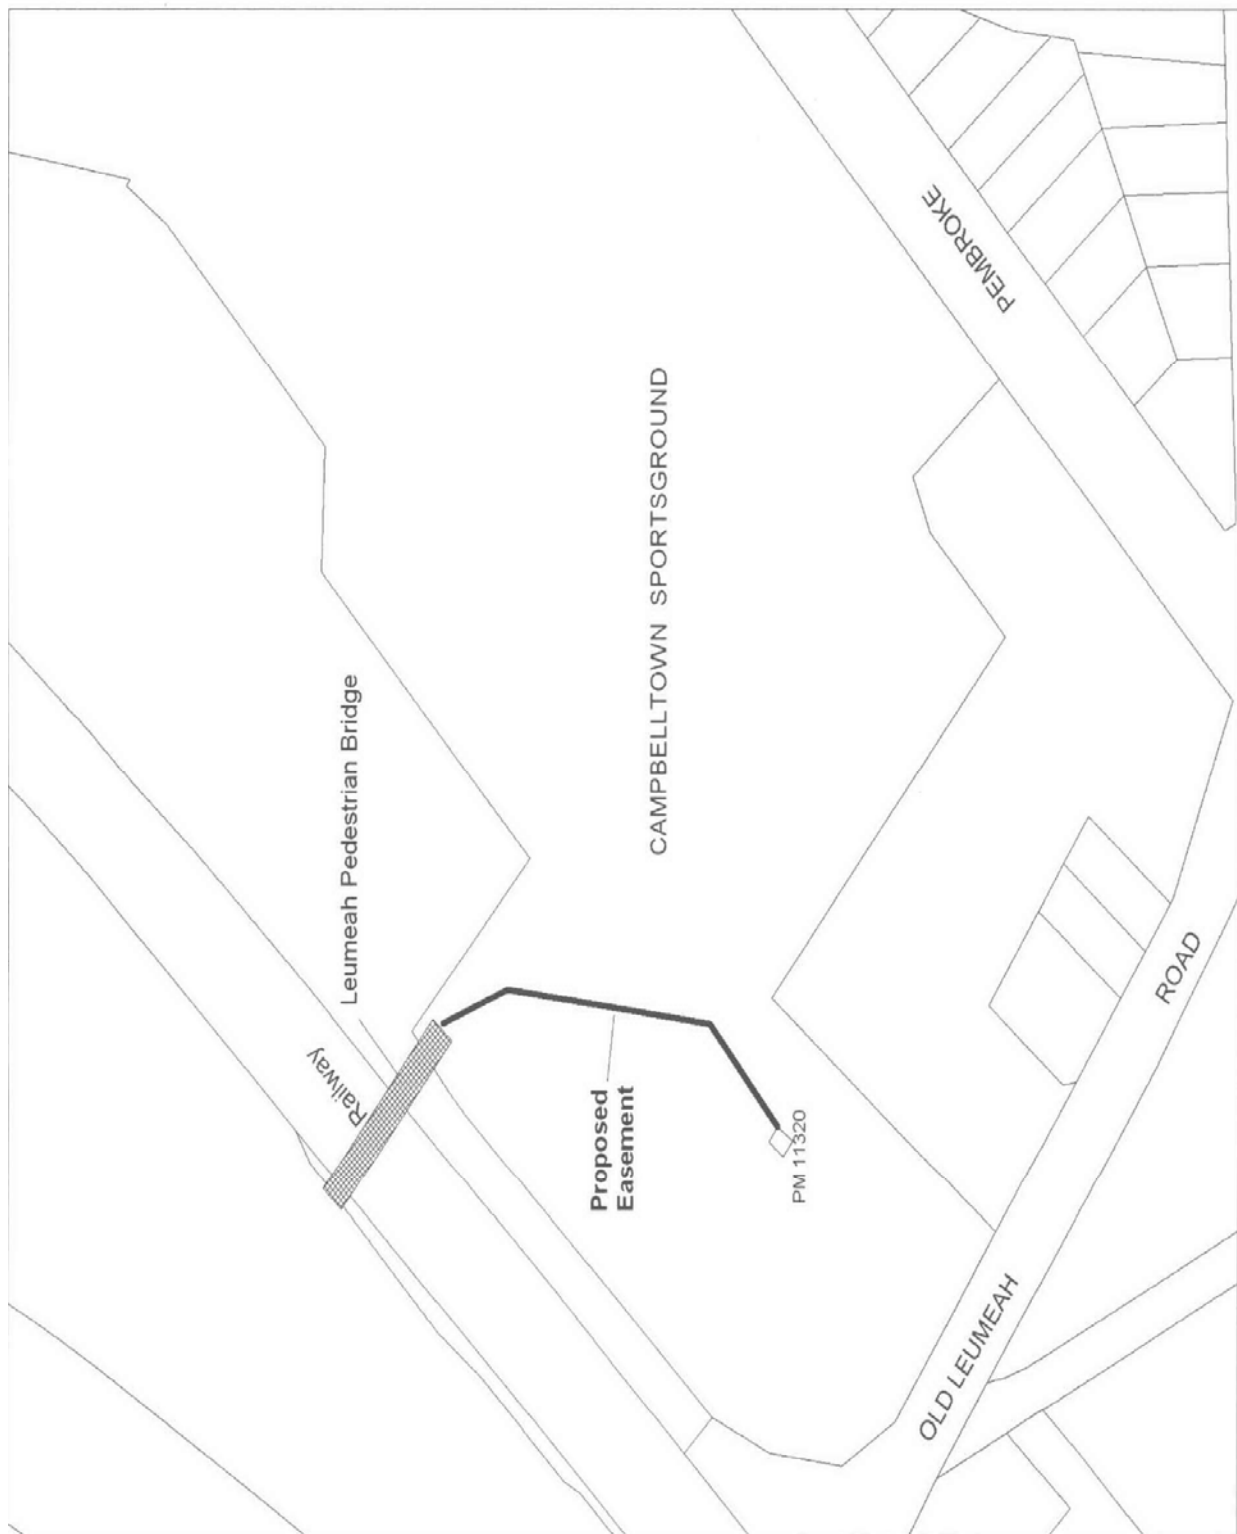 Leumeah Pedestrian Bridge
Railway
CAMPBELLTOWN SPORTSGROUND
PEMBROKE
Proposed
Easement
PM 11320
OLD LEUMEAH
ROAD